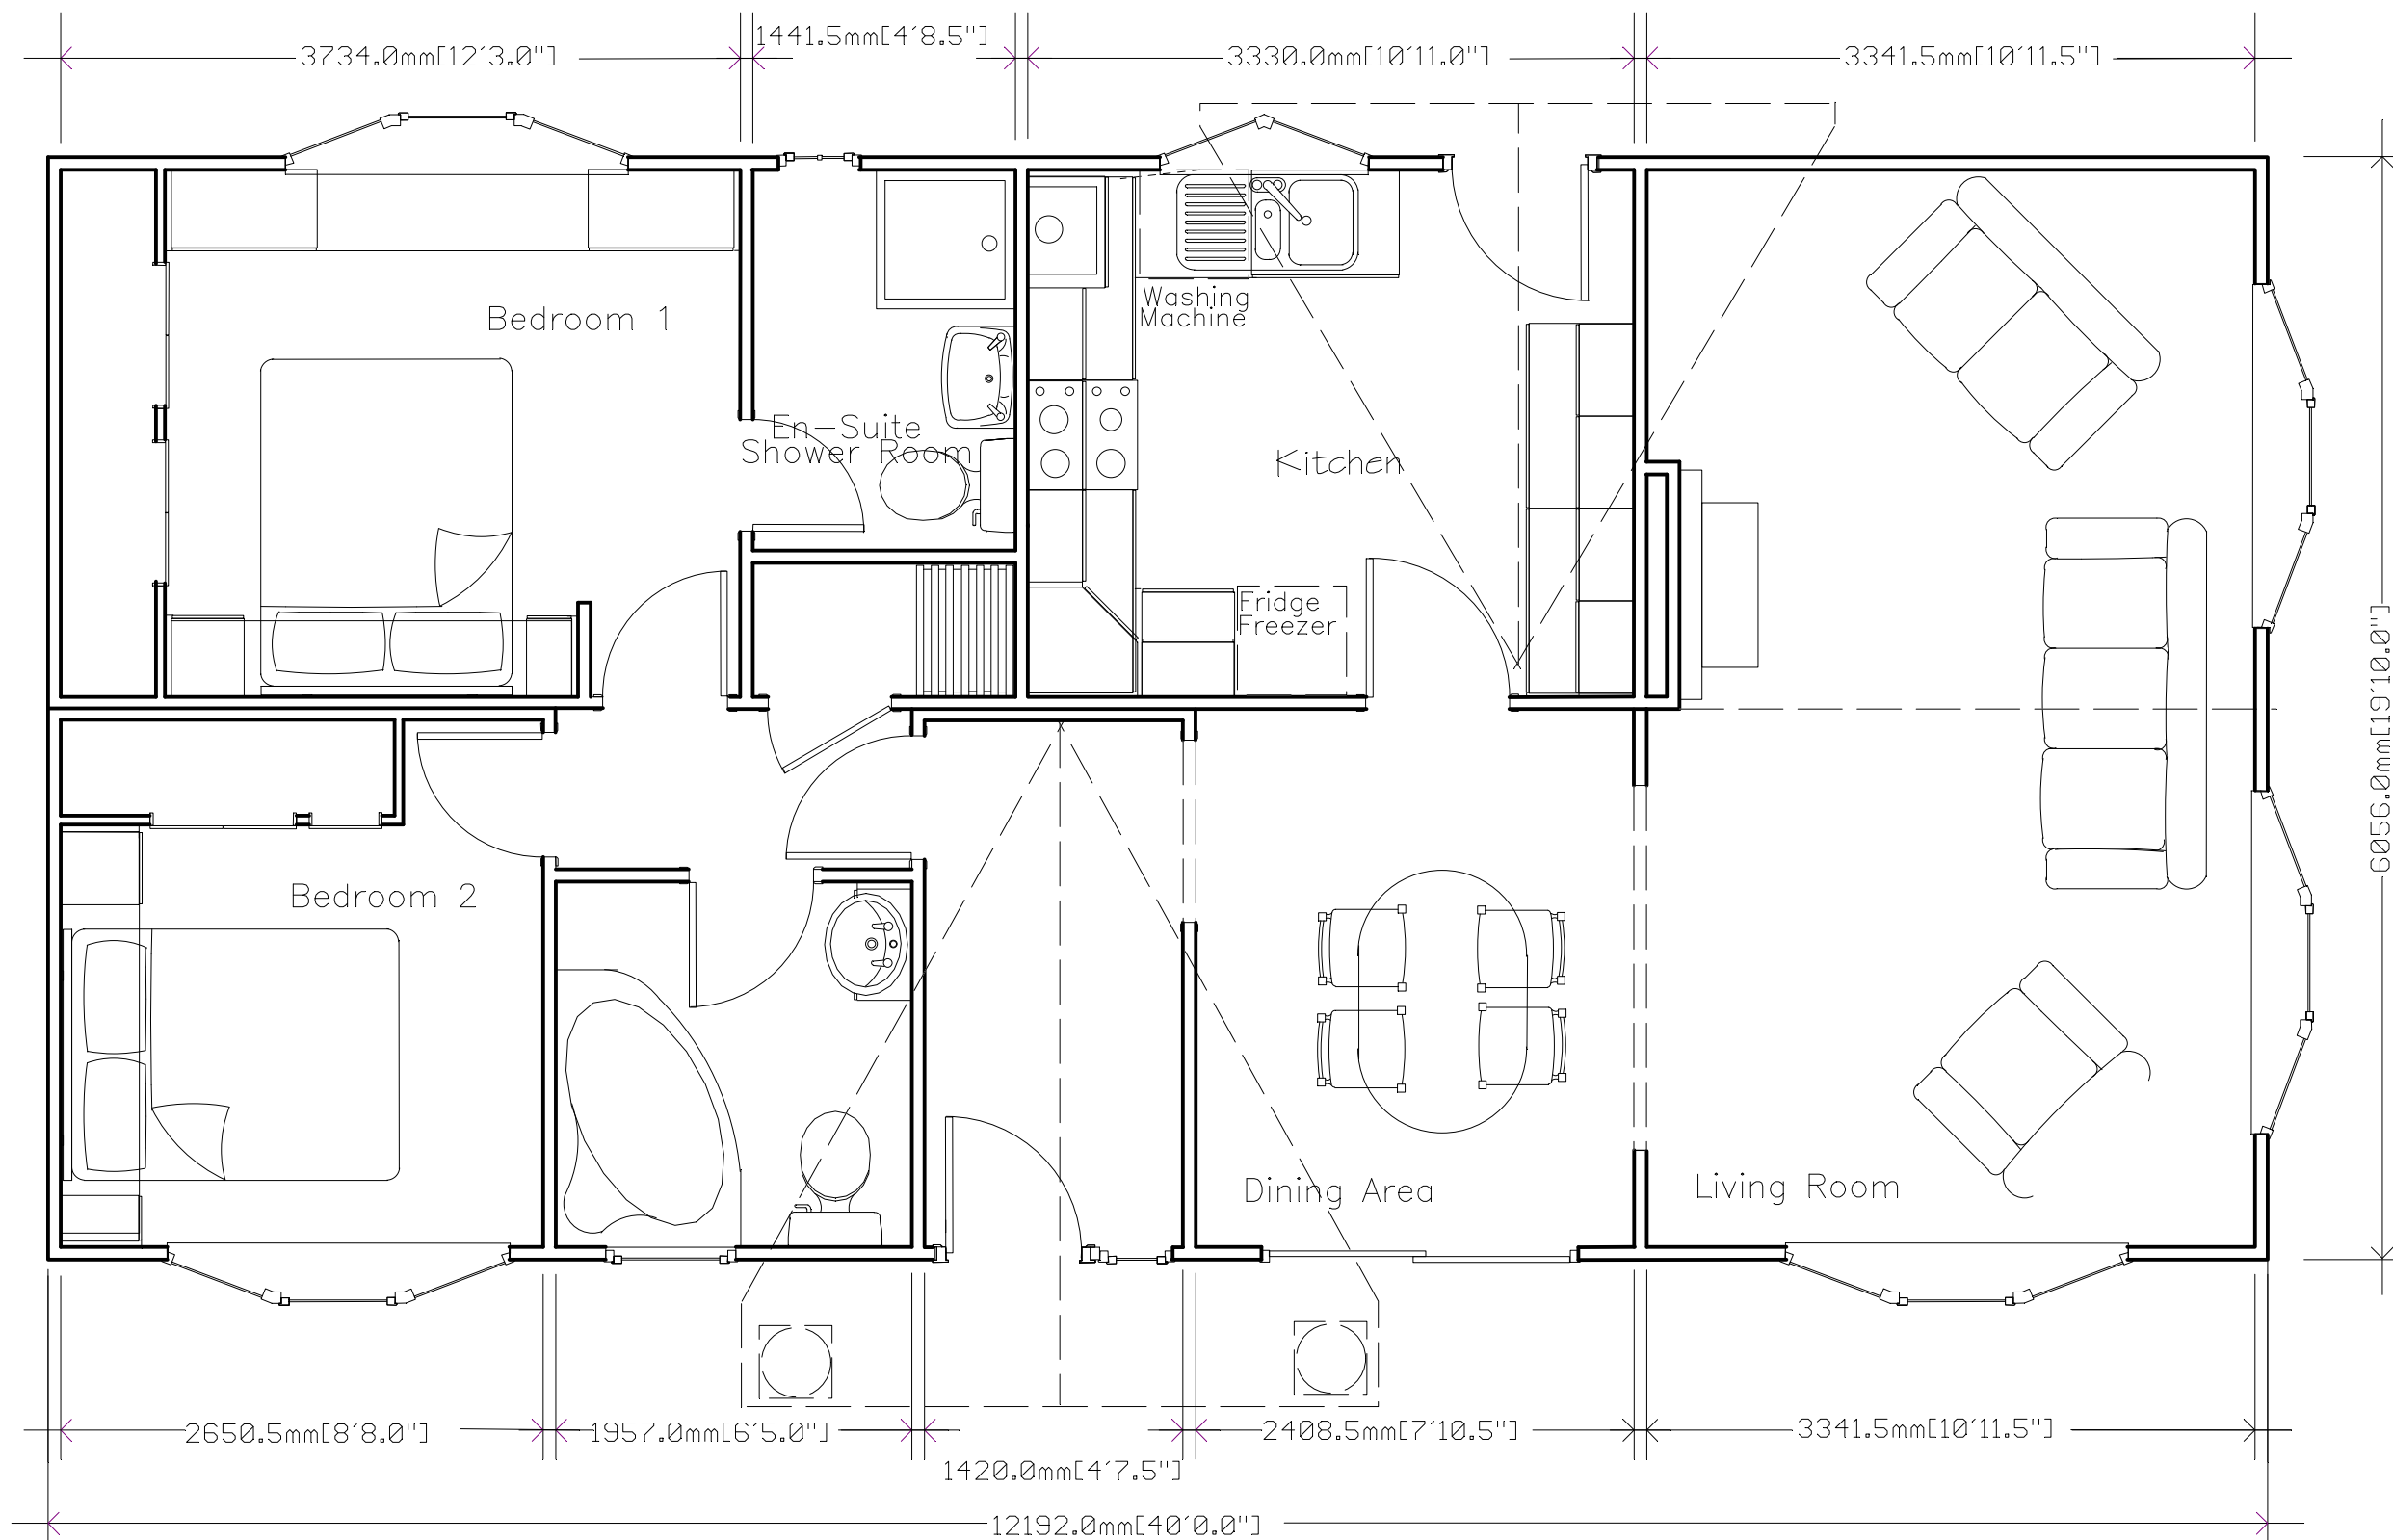 3734.0mm[12´3.0"]
1441.5mm[4´8.5"]
3330.0mm[10´11.0"]
3341.5mm[10´11.5"]
Bedroom 1
Washing
Machine
En-Suite
Shower Room
Kitchen
Fridge
Freezer
6056.0mm[19´10.0"]
Bedroom 2
Dining Area
Living Room
2650.5mm[8´8.0"]
1957.0mm[6´5.0"]
1420.0mm[4´7.5"]
2408.5mm[7´10.5"]
3341.5mm[10´11.5"]
12192.0mm[40´0.0"]